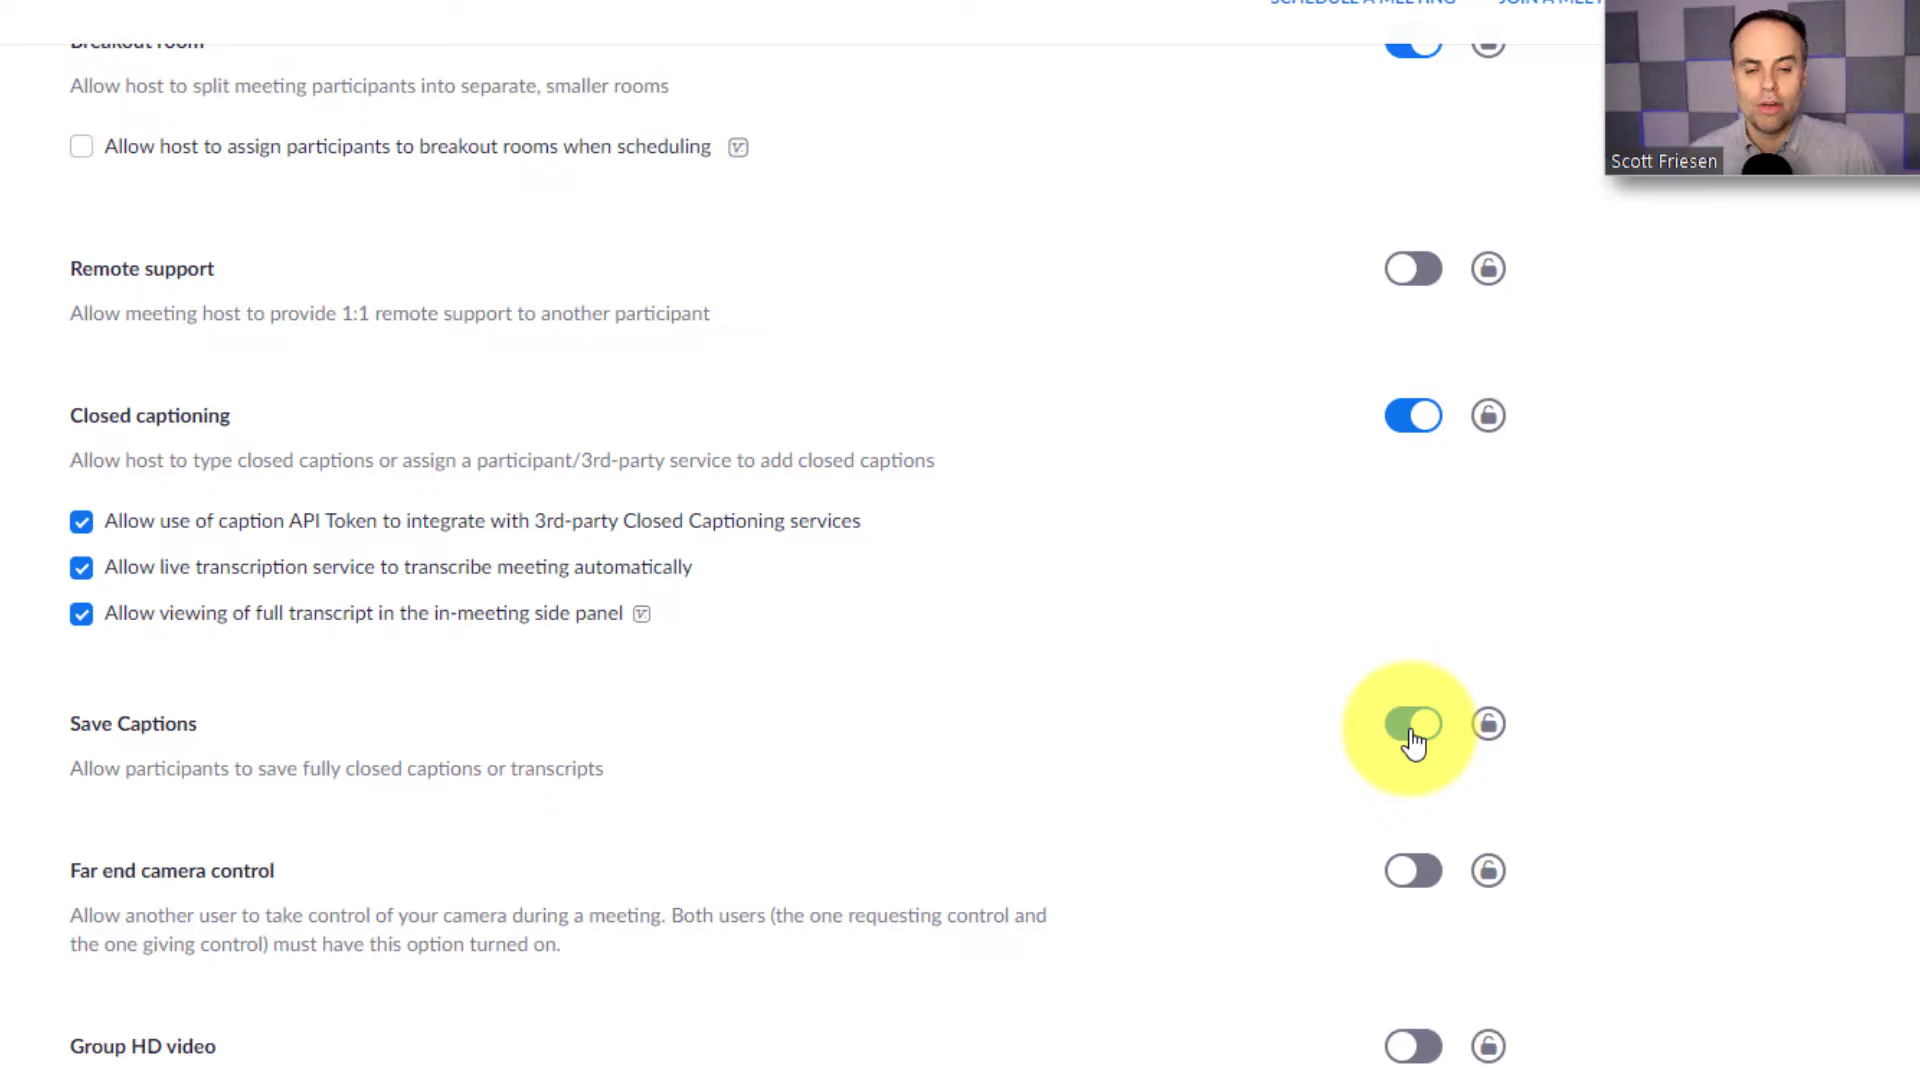 SCHEDULE A MEETING
Breakout room
Allow host to split meeting participants into separate, smaller rooms
Allow host to assign participants to breakout rooms when scheduling
Scott Friesen
Remote support
Allow meeting host to provide 1:1 remote support to another participant
Closed captioning
Allow host to type closed captions or assign a participant/3rd-party service to add closed captions
Allow use of caption API Token to integrate with 3rd-party Closed Captioning services
Allow live transcription service to transcribe meeting automatically
Allow viewing of full transcript in the in-meeting side panel
Save Captions
Allow participants to save fully closed captions or transcripts
Far end camera control
Allow another user to take control of your camera during a meeting. Both users (the one requesting control and
the one giving control) must have this option turned on.
Group HD video